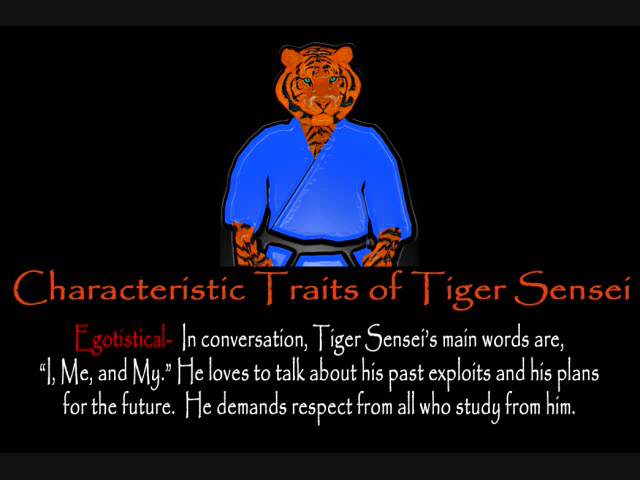 Characteristic Traits of Tiger Sensei
Egotistical- In conversation, Tiger Sensei's main words are,
"I, Me, and My." He loves to talk about his past exploits and his plans
for the future. He demands respect from all who study from him.